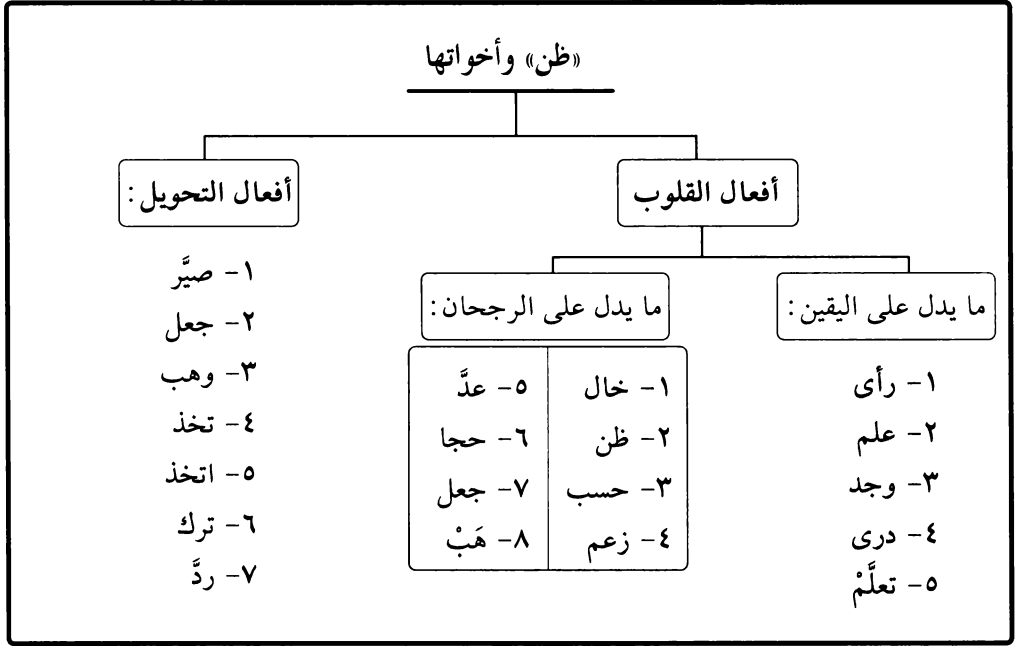 «ظن» وأخواتها
أفعال القلوب
أفعال التحويل:
ما يدل على اليقين:
١- رأى
٢- علم
٣- وجد
٤- درى
٥- تعلَّمْ
ما يدل على الرجحان:
١- خال
٢- ظن
٣- حسب
٤- زعم
٥- عدَّ
٦- حجا
٧- جعل
٨- هَبْ
١- صيَّر
٢- جعل
٣- وهب
٤- تخذ
٥- اتخذ
٦- ترك
٧- ردَّ